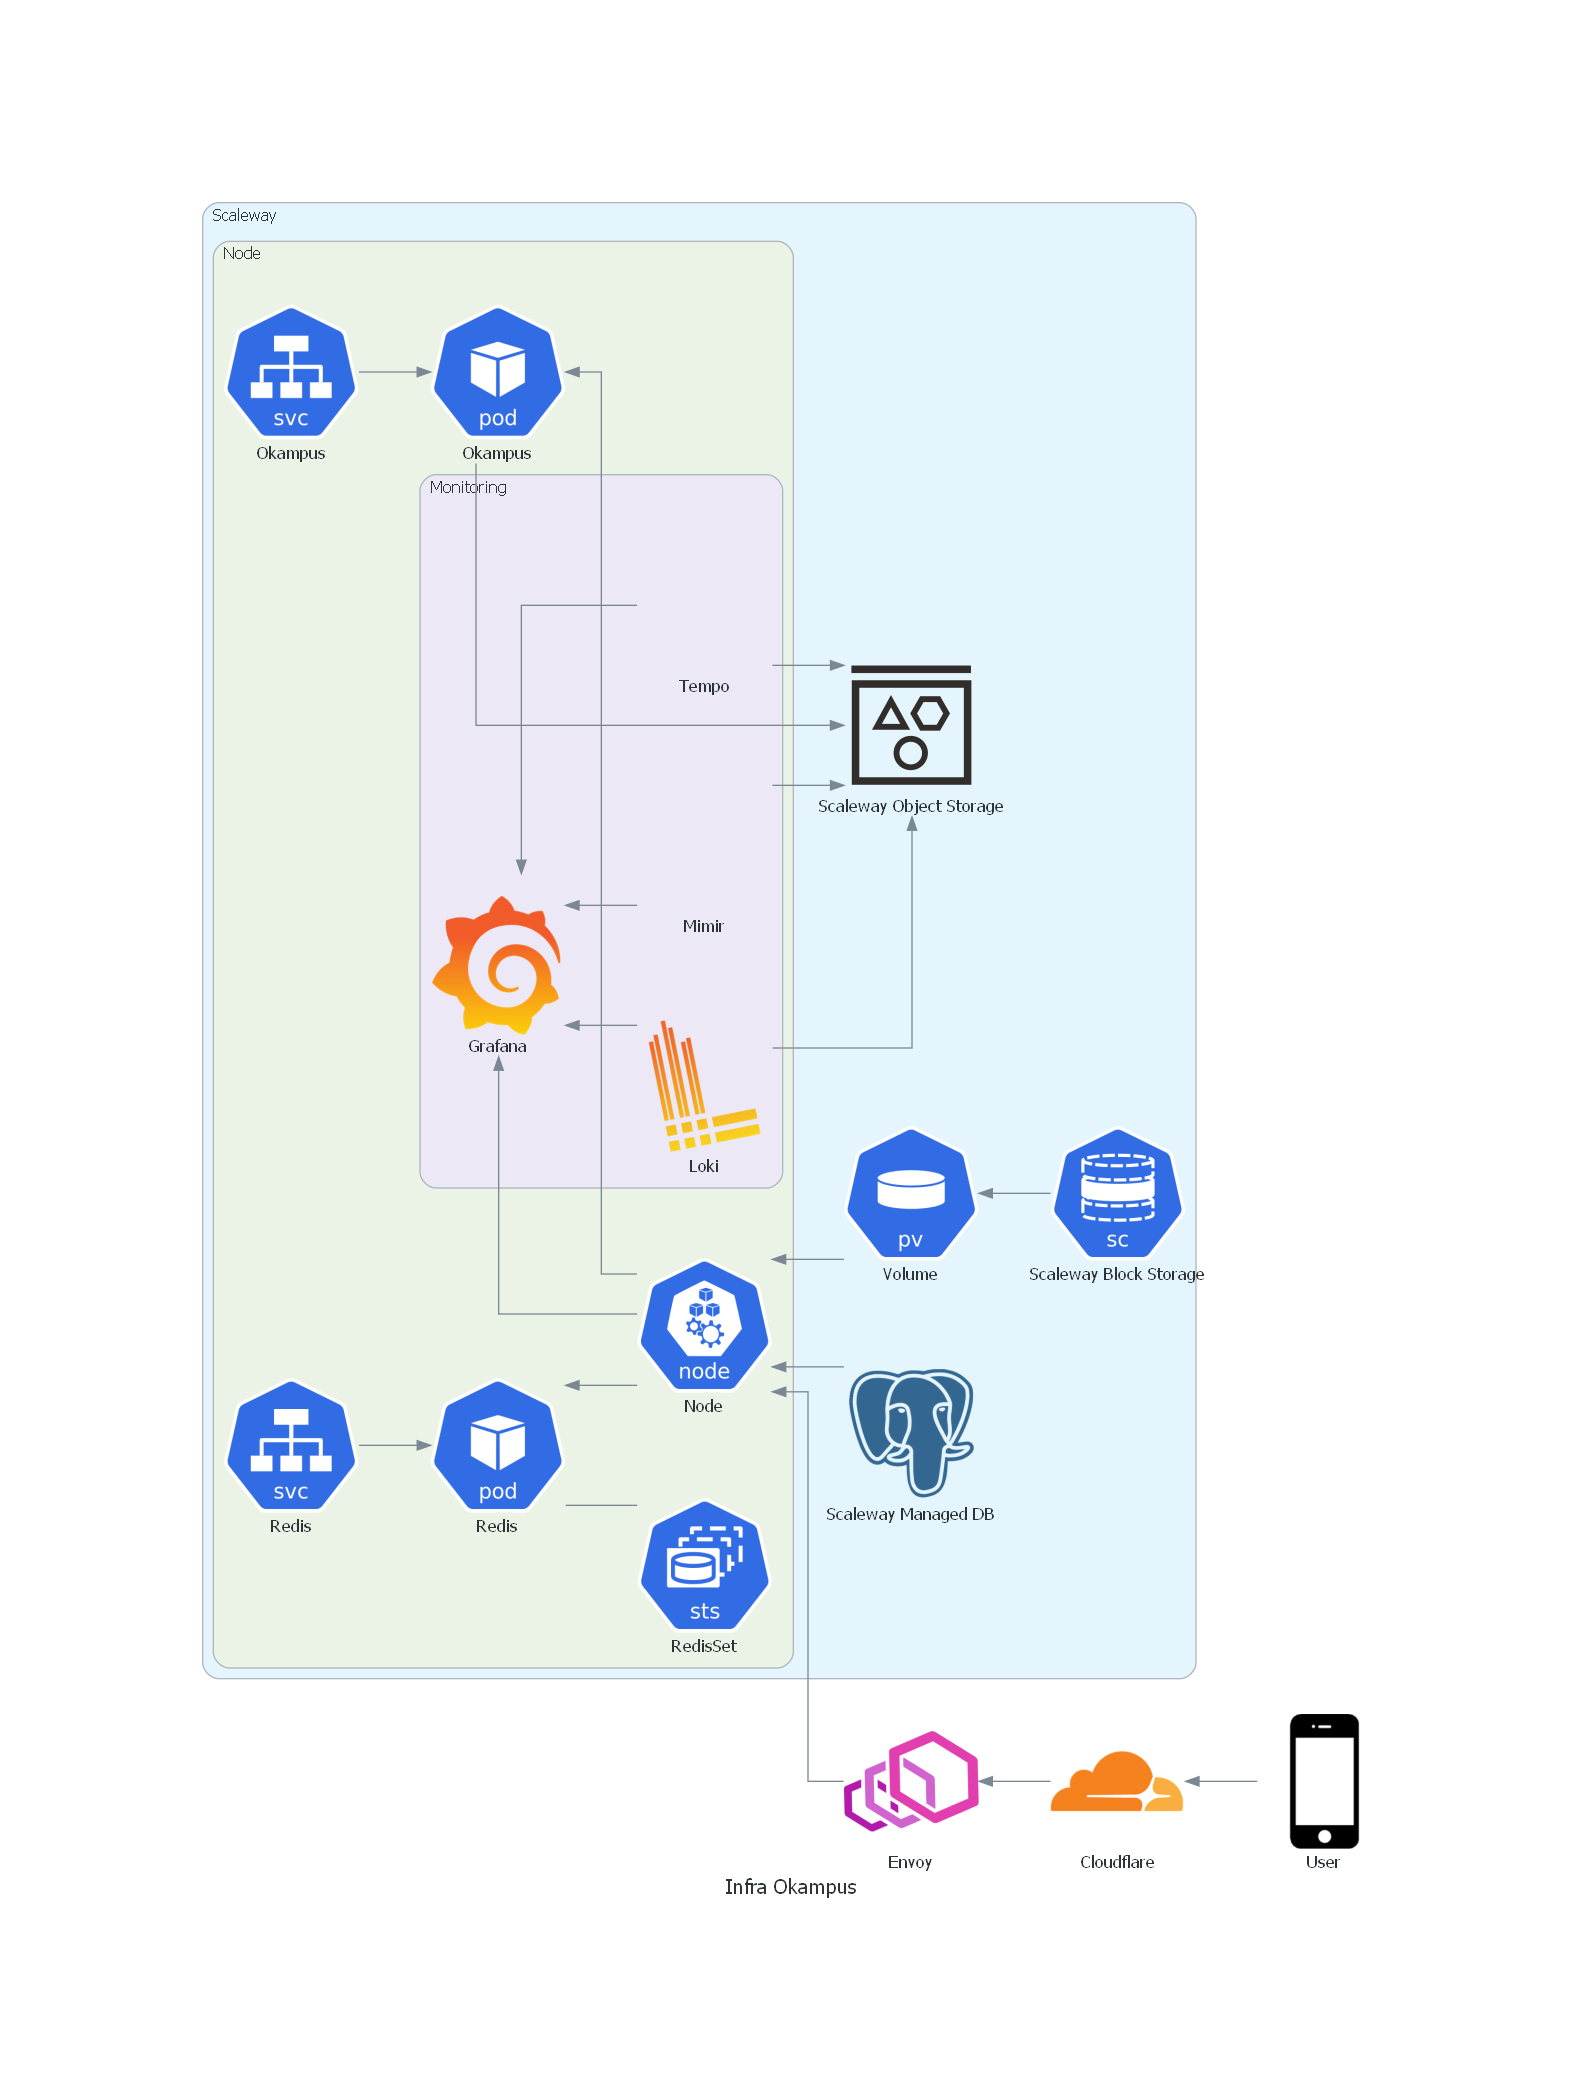 Scaleway
Node
svc
pod
Okampus
Okampus
Monitoring
Tempo
Scaleway Object Storage
Mimir
Grafana
Loki
pv
sc
Volume
Scaleway Block Storage
node
Node
svc
pod
Redis
Redis
Scaleway Managed DB
sts
RedisSet
Envoy
Cloudflare
User
Infra Okampus